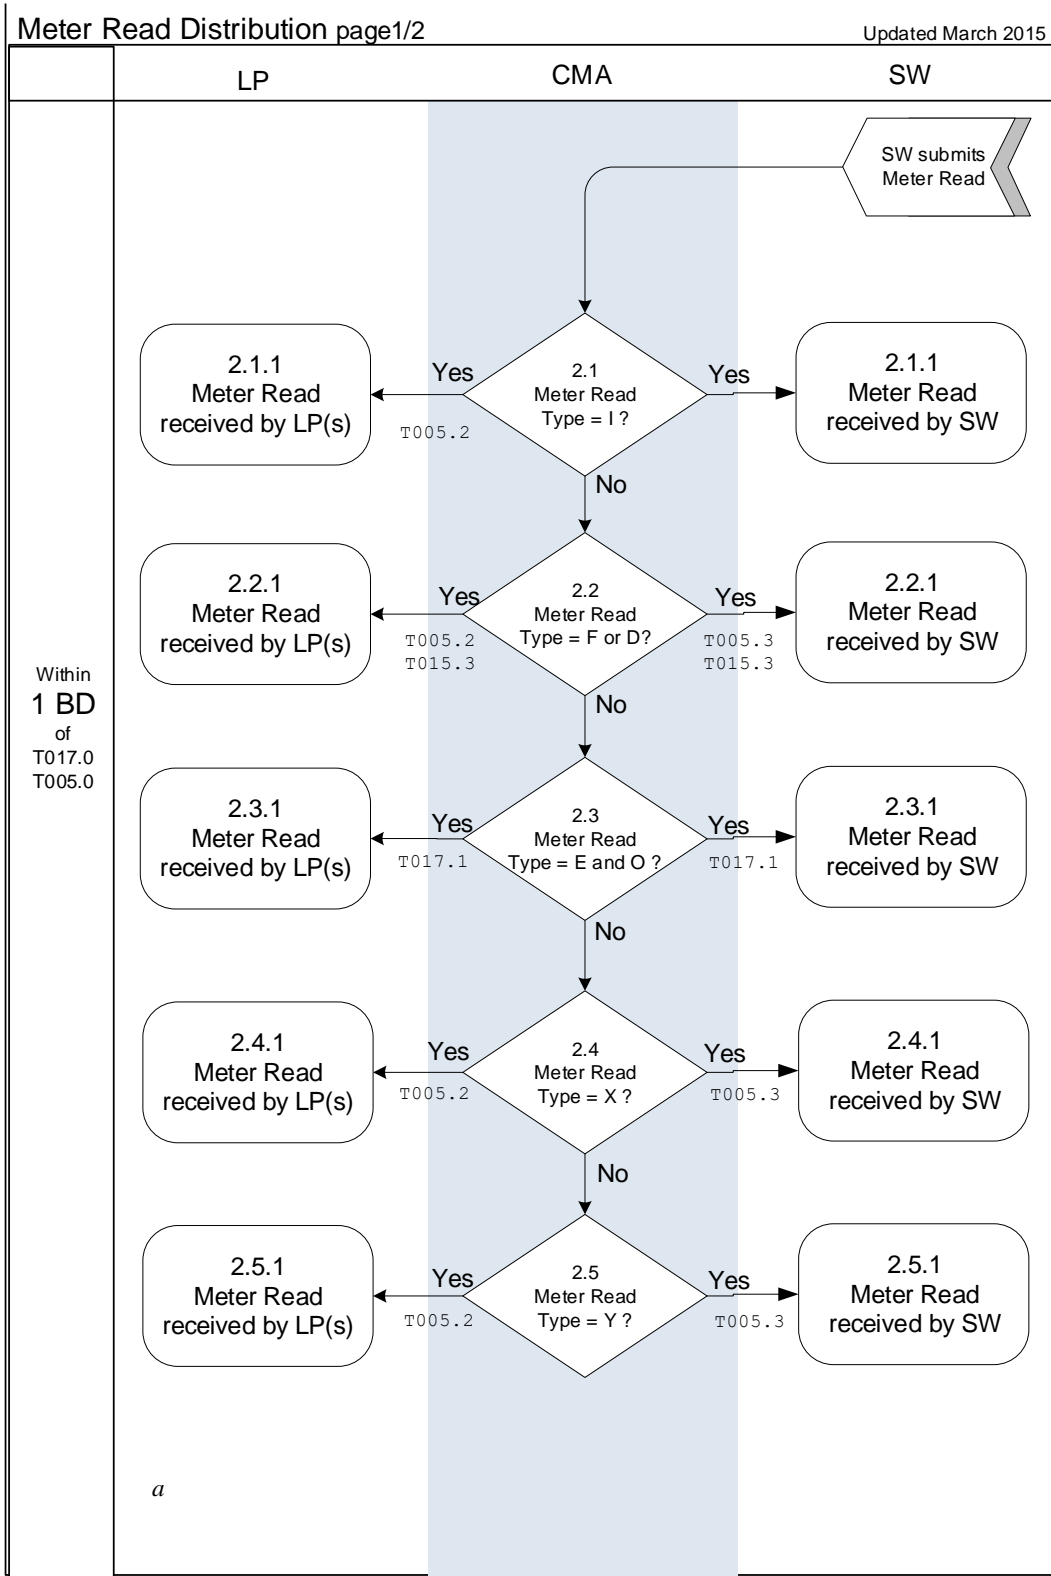 Meter Read Distribution page1/2
Updated March 2015
LP
CMA
SW
SW submits
Meter Read
Within
1 BD
of
T017.0
T005.0
2.1.1
Meter Read
received by LP(s)
Yes
T005.2
2.1
Meter Read
Type = I ?
Yes
2.1.1
Meter Read
received by SW
No
2.2.1
Meter Read
received by LP(s)
Yes
T005.2
T015.3
2.2
Meter Read
Type = F or D?
Yes
T005.3
T015.3
2.2.1
Meter Read
received by SW
No
2.3.1
Meter Read
received by LP(s)
Yes
T017.1
2.3
Meter Read
Type = E and O ?
Yes
T017.1
2.3.1
Meter Read
received by SW
No
2.4.1
Meter Read
received by LP(s)
Yes
T005.2
2.4
Meter Read
Type = X ?
Yes
T005.3
2.4.1
Meter Read
received by SW
No
2.5.1
Meter Read
received by LP(s)
Yes
T005.2
2.5
Meter Read
Type = Y ?
Yes
T005.3
2.5.1
Meter Read
received by SW
a